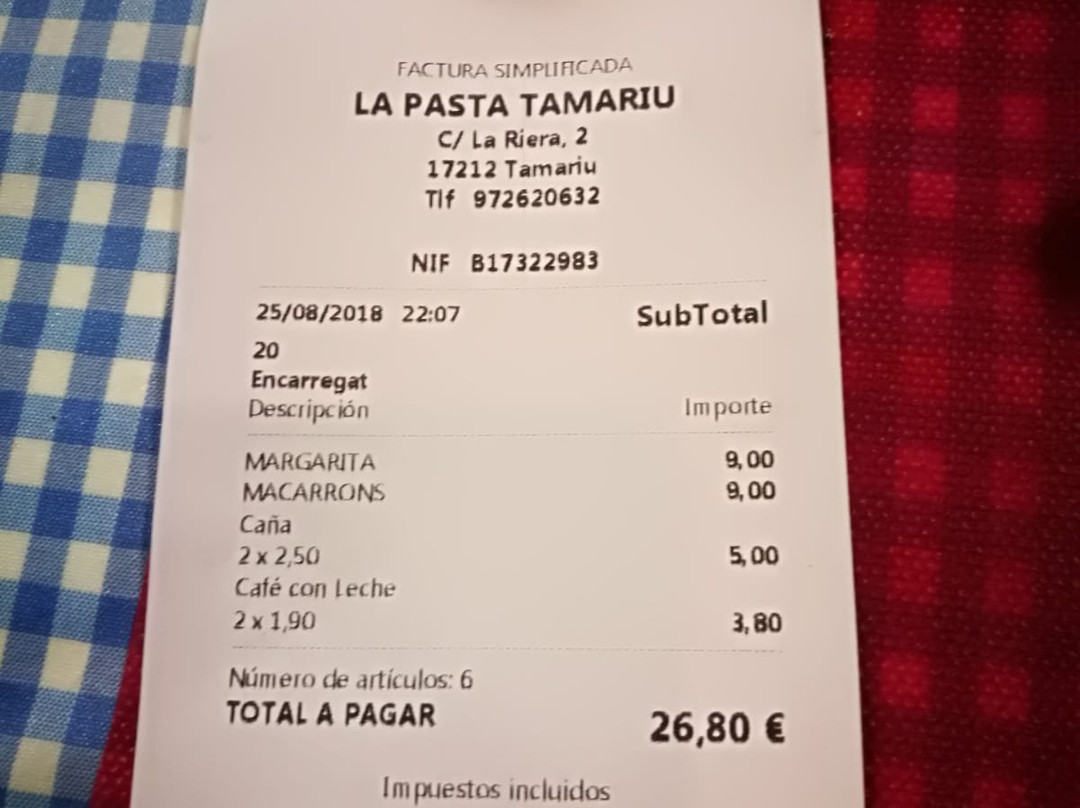 FACTURA SIMPLIFICADA
LA PASTA TAMARIU
C/ La Riera, 2
17212 Tamariu
Tlf 972620632
NIF B17322983
25/08/2018 22:07 SubTotal
20
Encarregat
Descripción Importe
MARGARITA 9,00
MACARRONS 9,00
Caña
2 x 2,50 5,00
Café con Leche
2 x 1,90 3,80
Número de artículos: 6
TOTAL A PAGAR 26,80 €
Impuestos incluidos